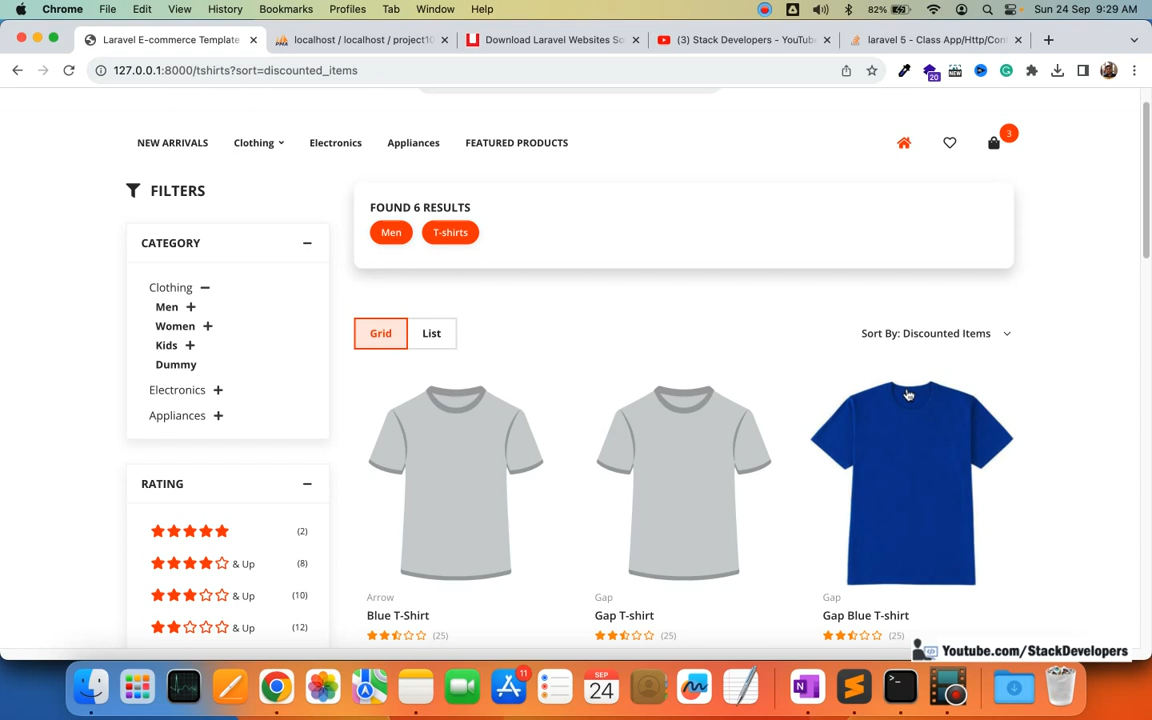 Chrome File Edit View History Bookmarks Profiles Tab Window Help 82% Sun 24 Sep 9:29 AM
Laravel E-commerce Template
localhost / localhost / project10
Download Laravel Websites So
(3) Stack Developers - YouTube
laravel 5 - Class App/Http/Con
127.0.0.1:8000/tshirts?sort=discounted_items
20
NEW
NEW ARRIVALS Clothing Electronics Appliances FEATURED PRODUCTS 3
FILTERS
CATEGORY
Clothing
Men
Women
Kids
Dummy
Electronics
Appliances
RATING
(2)
& Up (8)
& Up (10)
& Up (12)
FOUND 6 RESULTS
Men T-shirts
Grid List Sort By: Discounted Items
Arrow
Blue T-Shirt
(25)
Gap
Gap T-shirt
(25)
Gap
Gap Blue T-shirt
(25)
Youtube.com/StackDevelopers
11
SEP
24